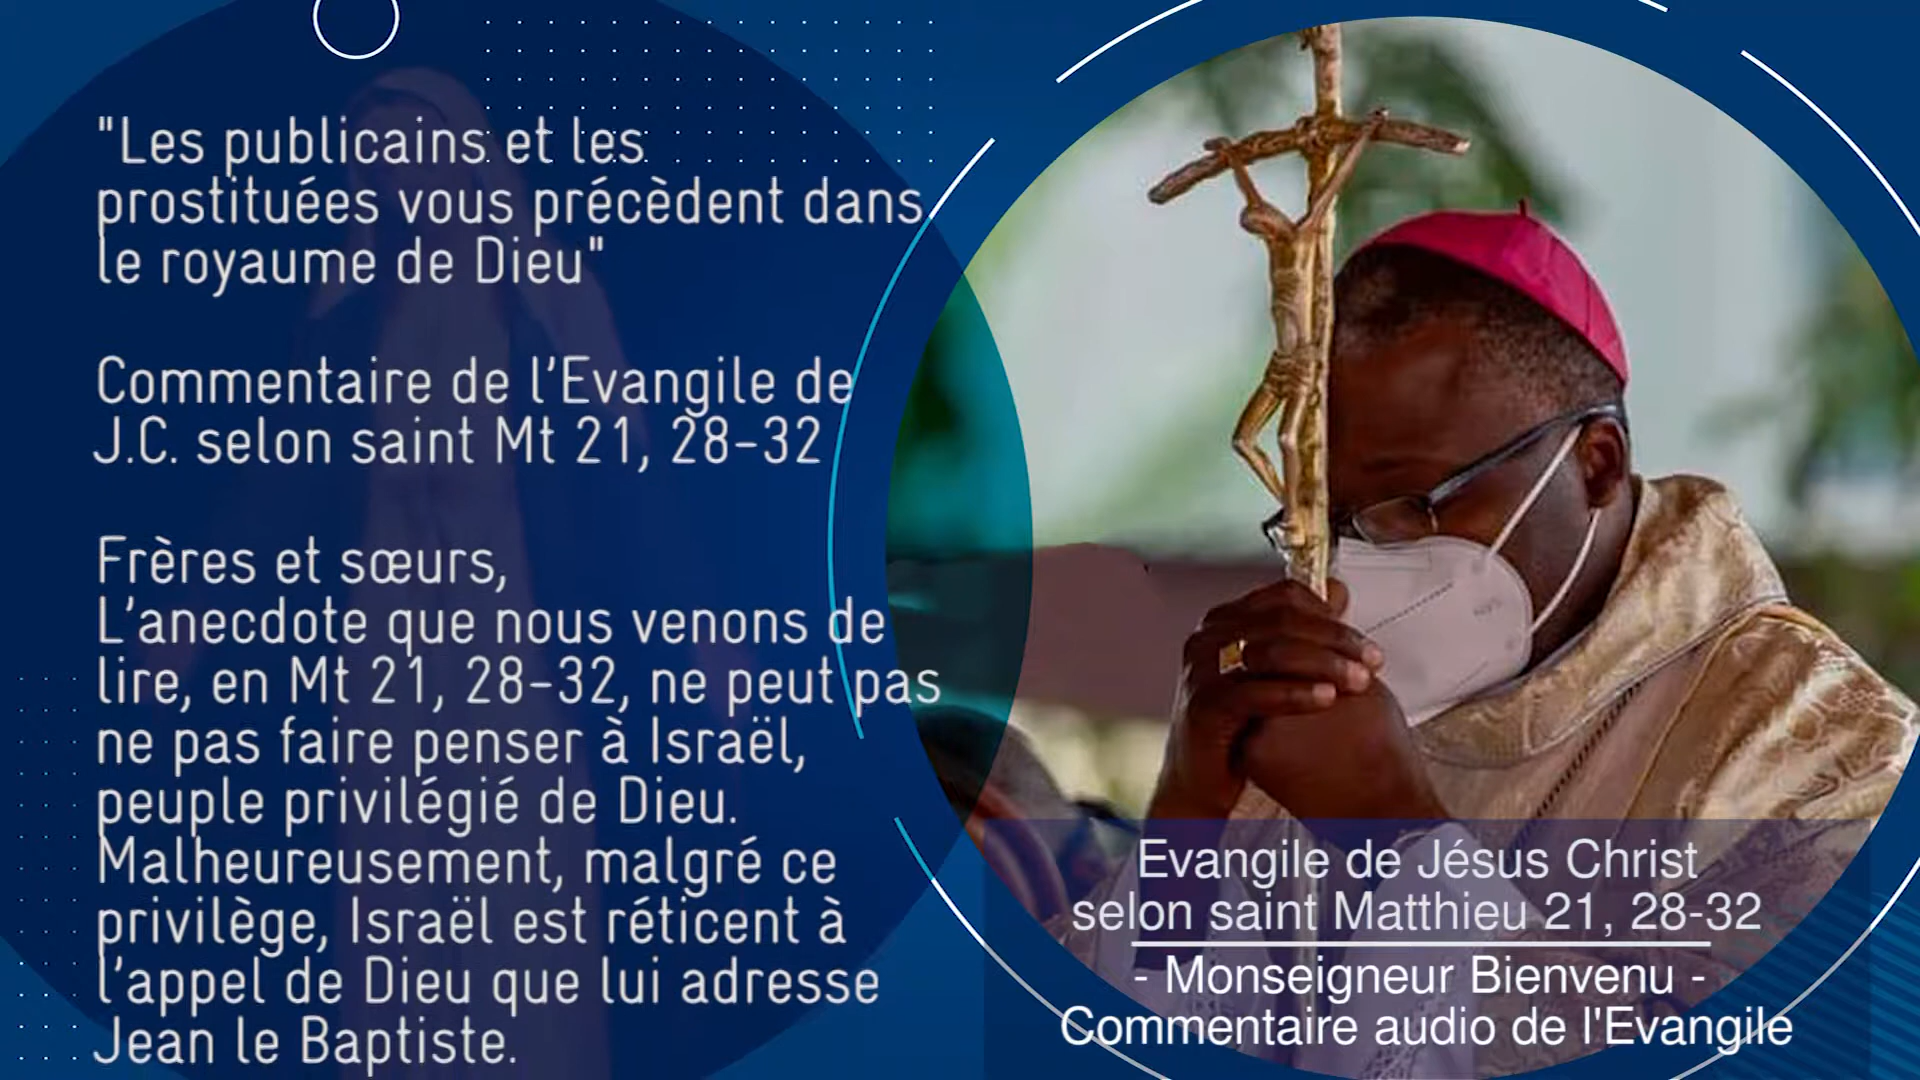 "Les publicains et les
prostituées vous précèdent dans
le royaume de Dieu"
Commentaire de l'Evangile de
J.C. selon saint Mt 21, 28-32
Frères et sœurs,
L'anecdote que nous venons de
lire, en Mt 21, 28-32, ne peut pas
ne pas faire penser à Israël,
peuple privilégié de Dieu.
Malheureusement, malgré ce
privilège, Israël est réticent à
l'appel de Dieu que lui adresse
Jean le Baptiste.
Evangile de Jésus Christ
selon saint Matthieu 21, 28-32
- Monseigneur Bienvenu -
Commentaire audio de l'Evangile